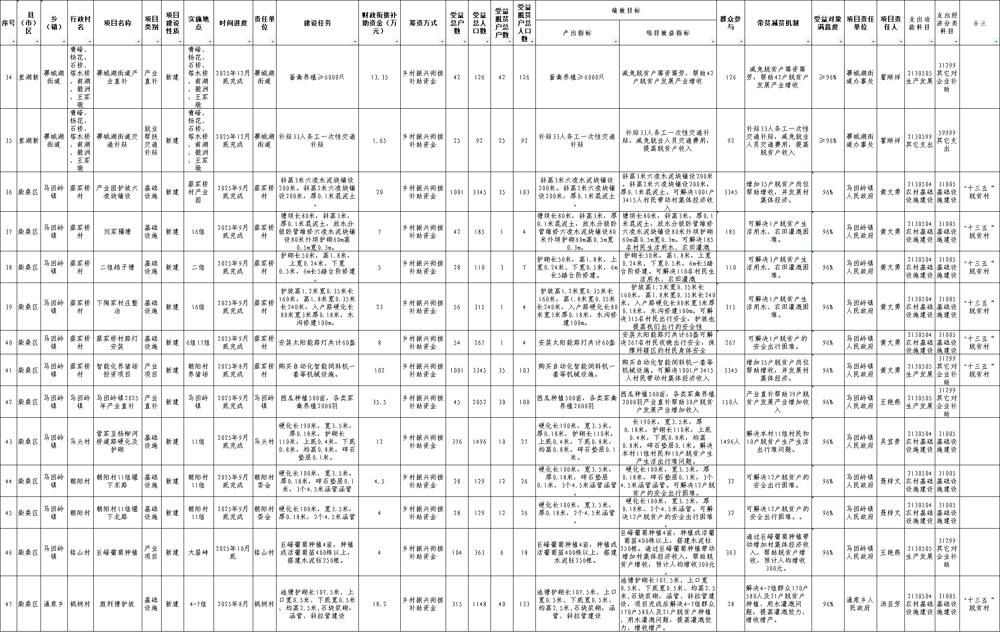 序号
县
（市）
区
乡
（镇）
行政村
名
项目名称
项目
类别
项目
建设
性质
实施地
点
时间进度
责任单
位
建设任务
财政衔接补
助资金（万
元）
筹资方式
受益
总户
数
受益
总人
口数
受益
脱贫
户总
户数
受益
脱贫
户总
人口
数
绩效目标
产出指标
项目效益指标
群众参
与
带贫减贫机制
受益对象
满意度
项目责任
单位
项目责
任人
支出功
能科目
支出经
济分类
科目
备注
34
里湖新
赛城湖
街道
青峰、
杨花、
石桥、
塔水桥
、前湖
、徽洲
、王家
墩
赛城湖街道产
业直补
产业
直补
新建
青峰、
杨花、
石桥、
塔水桥
、前湖
、徽洲
、王家
墩
2025年12月
底完成
赛城湖
街道
畜禽养殖≥6000只
13.35
乡村振兴衔接
补助资金
42
126
42
126
畜禽养殖≥6000只
减免脱贫户筹资筹劳，帮助42
户脱贫户发展产业增收
126
减免脱贫户筹资筹
劳，帮助42户脱贫户
发展产业增收
≥96%
赛城湖街
道办事处
瞿顺祥
2130505
生产发展
31299
其它对
企业补
助
35
里湖新
赛城湖
街道
青峰、
杨花、
石桥、
塔水桥
、前湖
、徽洲
、王家
墩
赛城湖街道交
通补贴
就业
帮扶
交通
补贴
新建
青峰、
杨花、
石桥、
塔水桥
、前湖
、徽洲
、王家
墩
2025年12月
底完成
赛城湖
街道
补贴33人务工一次性交通
补贴
1.65
乡村振兴衔接
补助资金
25
92
25
92
补贴33人务工一次性交通
补贴
补贴33人务工一次性交通补
贴，减免就业人员交通费用，
提高脱贫户收入
92
补贴33人务工一次性
交通补贴，减免就业
人员交通费用，提高
脱贫户收入
≥96%
赛城湖街
道办事处
瞿顺祥
2130599
其它支出
59999
其它支
出
36
柴桑区
马回岭
镇
蔡家桥
村
产业园护坡六
凌块铺设
基础
设施
新建
蔡家桥
村产业
园
2025年9月
底完成
蔡家桥
村
斜高3米六凌水泥块铺设
200米。斜高2米六凌块铺
设200米，厚0.1米混泥土
。
20
乡村振兴衔接
补助资金
1001
3345
35
103
斜高3米六凌水泥块铺设
200米。斜高2米六凌块铺
设200米，厚0.1米混泥土
。
斜高3米六凌水泥块铺设200米
。斜高2米六凌块铺设200米，
厚0.1米混泥土。可解决1001户
3415人村民带动村集体经济收
入
3345
增加35户脱贫户岗位
帮助增收，并发展村
集体经济。
96%
马回岭镇
人民政府
黄文勇
2130504
农村基础
设施建设
31005
基础设
施建设
"十三五“
脱贫村
37
柴桑区
马回岭
镇
蔡家桥
村
刘家横塘
基础
设施
新建
16组
2025年9月
底完成
蔡家桥
村
塘坝长80米，斜高3米，
厚0.1米混泥土，放水分
级卧管维修六凌水泥块铺
设80米外坝护砌60m高
0.5m宽0.3m。
7
乡村振兴衔接
补助资金
42
185
1
4
塘坝长80米，斜高3米，厚
0.1米混泥土，放水分级卧
管维修六凌水泥块铺设80
米外坝护砌60m高0.5m宽
0.3m。
塘坝长80米，斜高3米，厚0.1
米混泥土，放水分级卧管维修
六凌水泥块铺设80米外坝护砌
60m高0.5m宽0.3m。可解决185
名村民生活用水、农田灌溉
185
可解决1户脱贫户生
活用水、农田灌溉困
难。
96%
马回岭镇
人民政府
黄文勇
2130504
农村基础
设施建设
31005
基础设
施建设
"十三五“
脱贫村
38
柴桑区
马回岭
镇
蔡家桥
村
二组鸽子塘
基础
设施
新建
二组
2025年9月
底完成
蔡家桥
村
护砌长50米，高1.8米，
上宽0.24米、下宽
0.5米，6m长5踏台阶修建
。
5
乡村振兴衔接
补助资金
28
110
3
7
护砌长50米，高1.8米，上
宽0.24米、下宽0.5米，6m
长5踏台阶修建。
护砌长50米，高1.8米，上宽
0.24米、下宽0.5米，6m长5踏
台阶修建。可解决110名村民生
活用水、农田灌溉
110
可解决3户脱贫户生
活用水、农田灌溉困
难。
96%
马回岭镇
人民政府
黄文勇
2130504
农村基础
设施建设
31005
基础设
施建设
"十三五“
脱贫村
39
柴桑区
马回岭
镇
蔡家桥
村
下陶家村庄整
治
基础
设施
新建
16组
2025年9月
底完成
蔡家桥
村
护坡高1.2米宽0.35米长
160米，高1.8米宽0.35米
长240米，入户路硬化长
80米宽3米厚0.18米，水
沟修建100m。
23
乡村振兴衔接
补助资金
56
315
1
4
护坡高1.2米宽0.35米长
160米，高1.8米宽0.35米
长240米，入户路硬化长80
米宽3米厚0.18米，水沟修
建100m。
护坡高1.2米宽0.35米长
160米，高1.8米宽0.35米长240
米，入户路硬化长80米宽3米厚
0.18米，水沟修建100m。可解
决315名村民出行安全，护坡也
提高我们出行的安全性
315
可解决1户脱贫户生
活用水、农田灌溉困
难。
96%
马回岭镇
人民政府
黄文勇
2130504
农村基础
设施建设
31005
基础设
施建设
"十三五“
脱贫村
40
柴桑区
马回岭
镇
蔡家桥
村
蔡家桥村路灯
安装
基础
设施
新建
6组17组
2025年9月
底完成
蔡家桥
村
安装太阳能路灯共计60盏
8
乡村振兴衔接
补助资金
54
267
1
4
安装太阳能路灯共计60盏
安装太阳能路灯共计60盏可解
决267名村民夜晚出行安全，保
障好辖区的村民身体安全
267
可解决1户脱贫户的
安全出行困难。
96%
马回岭镇
人民政府
黄文勇
2130504
农村基础
设施建设
31005
基础设
施建设
"十三五“
脱贫村
41
柴桑区
马回岭
镇
蔡家桥
村
智能化养猪场
投资项目
产业
项目
新建
朝阳村
养猪场
2025年8月
底完成
蔡家桥
村
购买自动化智能饲料机一
套等机械设施。
102
乡村振兴衔接
补助资金
1001
3345
35
103
购买自动化智能饲料机一
套等机械设施。
购买自动化智能饲料机一套等
机械设施。可解决1001户3415
人村民带动村集体经济收入
3345
增加35户脱贫户岗位
帮助增收，并发展村
集体经济。
96%
马回岭镇
人民政府
黄文勇
2130505
生产发展
31299
其它对
企业补
助
"十三五“
脱贫村
42
柴桑区
马回岭
镇
马回岭
镇
马回岭镇2025
年产业直补
产业
直补
新建
马回岭
镇
2025年9月
底完成
马回岭
镇
西瓜种植500亩，各类家
禽养殖2000羽
35.5
乡村振兴衔接
补助资金
45
2052
30
100
西瓜种植500亩，各类家禽
养殖2000羽
西瓜种植500亩，各类家禽养殖
2000羽产业直补帮助30户脱贫
户发展产业增加收入
150人
产业直补帮助39户脱
贫户发展产业增加收
入
96%
马回岭镇
人民政府
王艳燕
2130505
生产发展
31299
其它对
企业补
助
43
柴桑区
马回岭
镇
马头村
管家至杨柳河
桥道路硬化及
护砌
基础
设施
新建
11组
2025年9月
底完成
马头村
硬化长190米，宽3.5米，
厚0.18米，护砌长
110米，上底0.4米，下底
0.8米，均高0.8米，碎石
垫层0.1米。
12
乡村振兴衔接
补助资金
376
1496
10
27
硬化长190米，宽3.5米，
厚0.18米，护砌长110米，
上底0.4米，下底0.8米，
均高0.8米，碎石垫层0.1
米。
长190米，宽3.5米，厚
0.18米，护砌长110米，上底
0.4米，下底0.8米，均高
0.8米，碎石垫层0.1米。解决
本村11组村民和10户脱贫户生
产生活出行难问题。
1496人
解决本村11组村民和
10户脱贫户生产生活
出行难问题。
96%
马回岭镇
人民政府
吴宜贵
2130504
农村基础
设施建设
31005
基础设
施建设
44
柴桑区
马回岭
镇
朝阳村
朝阳村11组堰
下东路
基础
设施
新建
朝阳村
11组
2025年9月
底完成
朝阳村
委会
硬化长100米，宽3.5米，
厚0.18米，碎石垫层0.1
米，3个4.5米涵管涵管
4.5
乡村振兴衔接
补助资金
28
129
12
26
硬化长100米，宽3.5米，
厚0.18米，碎石垫层
0.1米，3个4.5米涵管涵管
。
硬化长100米，宽3.5米，厚
0.18米，碎石垫层0.1米，3个
4.5米涵管涵管。可解决12户脱
贫户的安全出行困难。
32
可解决12户脱贫户的
安全出行困难。
96%
马回岭镇
人民政府
聂梓文
2130504
农村基础
设施建设
31005
基础设
施建设
45
柴桑区
马回岭
镇
朝阳村
朝阳村11组堰
下北路
基础
设施
新建
朝阳村
11组
2025年9月
底完成
朝阳村
委会
硬化长100米，宽3.5米，
厚0.18米，2个4.5米涵管
4
乡村振兴衔接
补助资金
28
129
12
26
硬化长100米，宽3.5米，
厚0.18米，2个4.5米涵管
。
硬化长100米，宽3.5米，厚
0.18米，2个4.5米涵管。可解
决12户脱贫户的安全出行困难
。
32
可解决12户脱贫户的
安全出行困难。。
96%
马回岭镇
人民政府
聂梓文
2130504
农村基础
设施建设
31005
基础设
施建设
46
柴桑区
马回岭
镇
铭山村
巨峰葡萄种植
产业
项目
新建
大屋畈
2025年10月
底
铭山村
巨峰葡萄种植4亩，种植
成活葡萄苗400株以上，
搭建水泥柱250根。
4
乡村振兴衔接
补助资金
104
363
6
18
巨峰葡萄种植4亩，种植成
活葡萄苗400株以上，搭建
水泥柱250根。
巨峰葡萄种植4亩，种植成活葡
萄苗400株以上，搭建水泥柱
250根。通过巨峰葡萄种植带动
增加村集体经济收入，帮助脱
贫户增收，预计人均增收300元
。
363
通过巨峰葡萄种植带
动增加村集体经济收
入，帮助脱贫户增
收，预计人均增收
300元。
96%
马回岭镇
人民政府
王艳燕
2130505
生产发展
31299
其它对
企业补
助
47
柴桑区
涌泉乡
枫树村
胜利塘护坡
基础
设施
新建
4-7组
2025年8月
枫树村
池塘护砌长107.5米、上
口宽0.5米、下底宽0.5米
、均高2.5米,石块浆砌，
涵管、斜拉管建设
18.2
乡村振兴衔接
补助资金
315
1148
40
133
池塘护砌长107.5米、上口
宽0.5米、下底宽0.5米、
均高2.5米,石块浆砌，涵
管、斜拉管建设
池塘护砌长107.5米、上口宽
0.5米、下底宽0.5米、均高2.5
米,石块浆砌，涵管、斜拉管建
设，项目完成后解决4-7组群众
170户580人及21户脱贫户种植
、用水灌溉问题，提高灌溉效
力、增收增产。
28
解决4-7组群众170户
580人及21户脱贫户
种植、用水灌溉问
题，提高灌溉效力、
增收增产。
96%
涌泉乡人
民政府
汤亚芳
2130504
农村基础
设施建设
31005
基础设
施建设
"十三五“
脱贫村